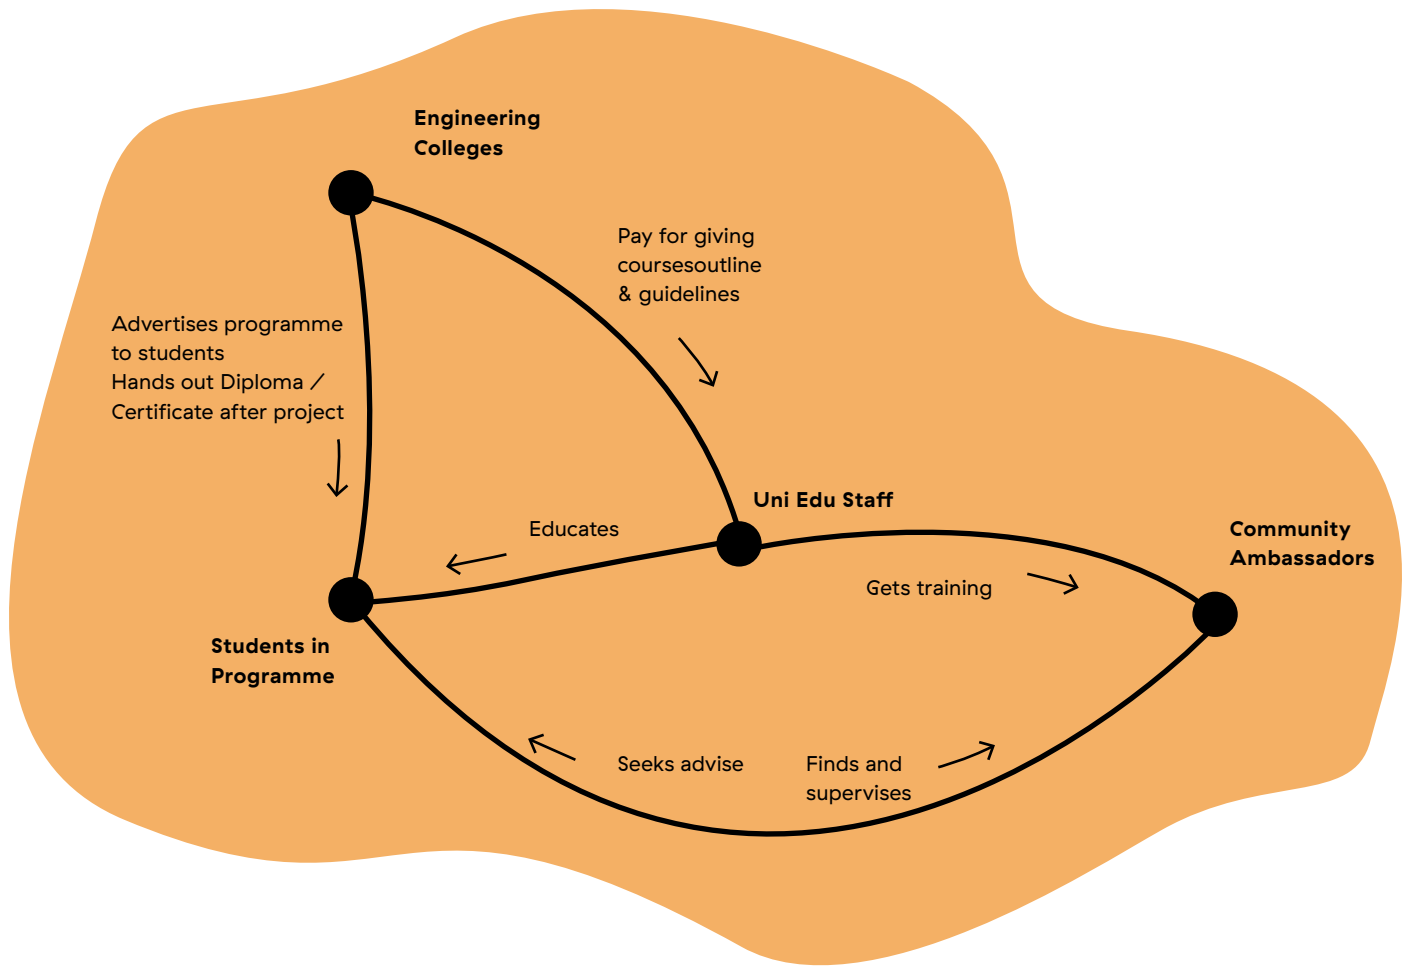 Engineering
Colleges
Pay for giving
coursesoutline
& guidelines
Advertises programme
to students
Hands out Diploma /
Certificate after project
Uni Edu Staff
Educates
Community
Ambassadors
Gets training
Students in
Programme
Seeks advise
Finds and
supervises